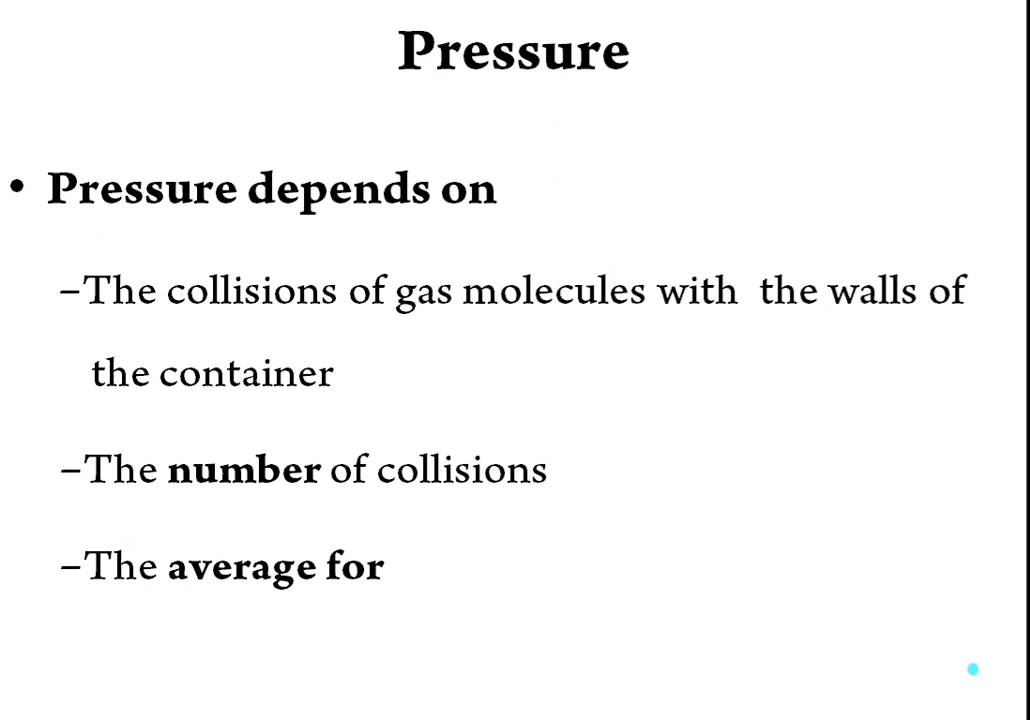 Pressure
• Pressure depends on
–The collisions of gas molecules with the walls of
the container
–The number of collisions
–The average for